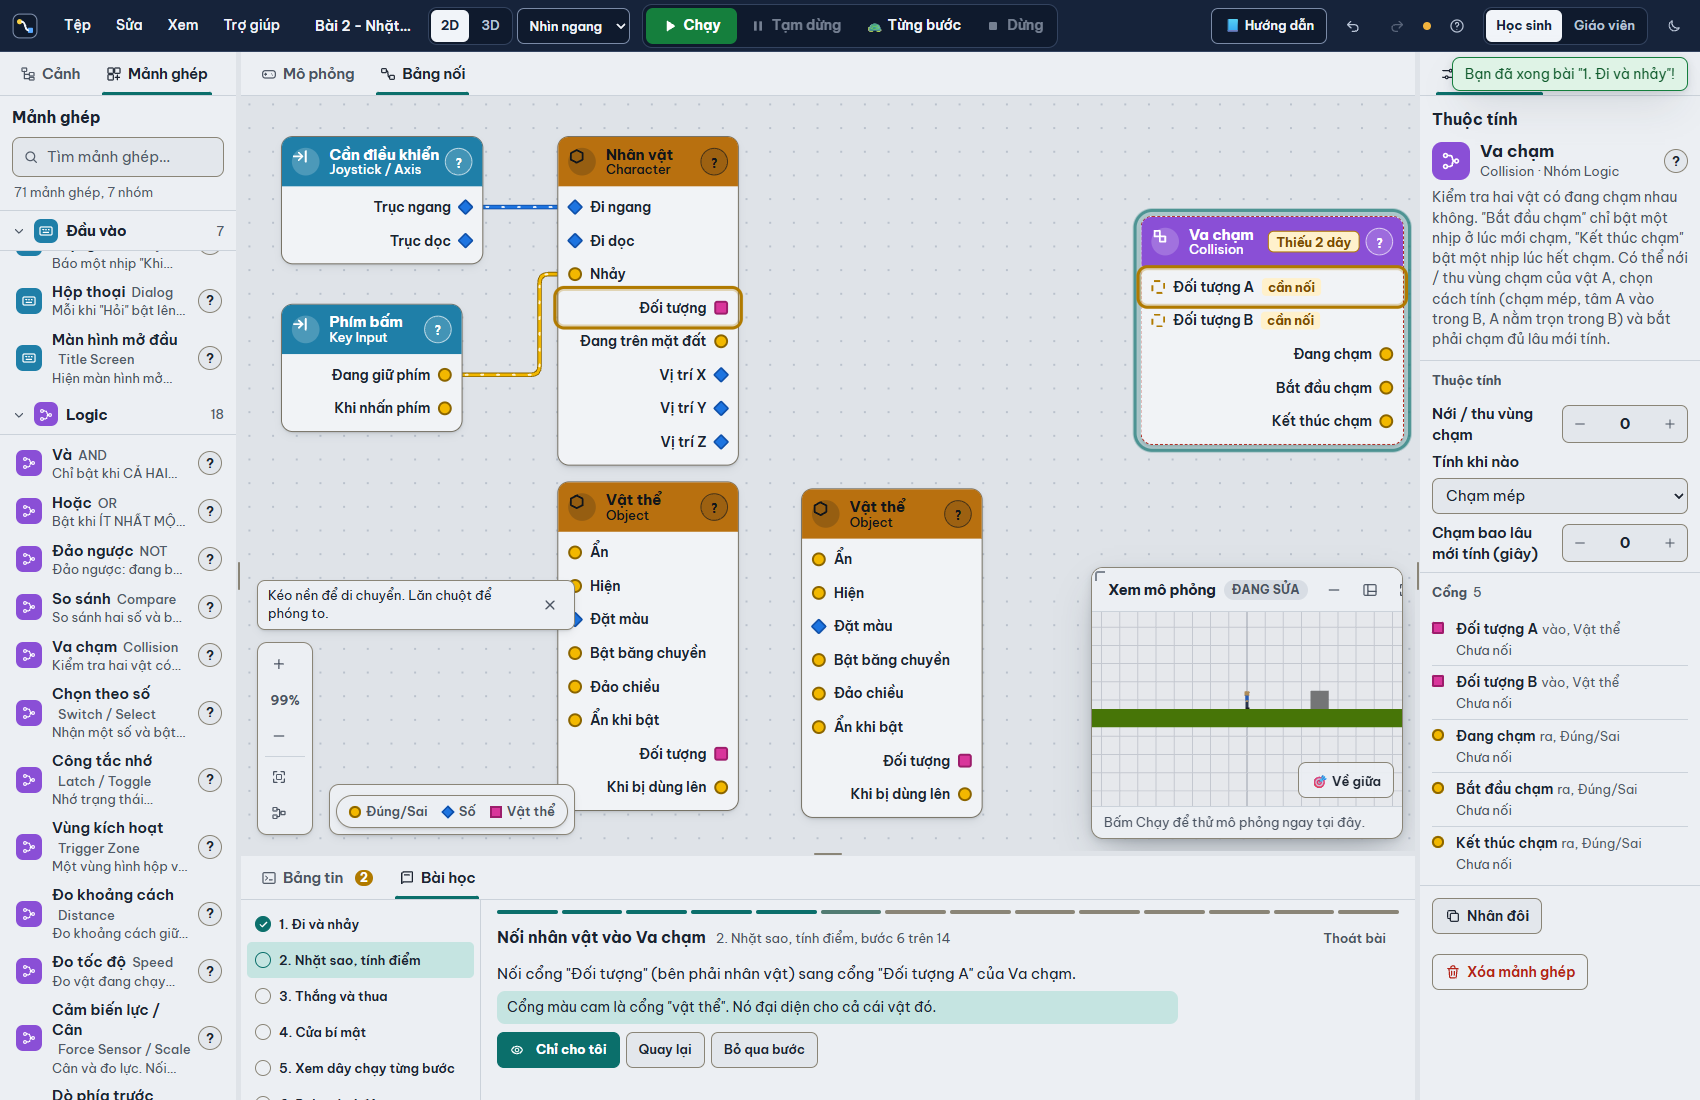 Tệp Sửa Xem Trợ giúp Bài 2 - Nhặt... 2D 3D Nhìn ngang Chạy Tạm dừng Từng bước Dừng Hướng dẫn Học sinh Giáo viên
Cảnh Mảnh ghép
Mảnh ghép
Tìm mảnh ghép...
71 mảnh ghép, 7 nhóm
Đầu vào 7
Báo một nhịp "Khi...
Hộp thoại Dialog
Mỗi khi "Hỏi" bật lên...
?
Màn hình mở đầu
Title Screen
Hiện màn hình mở...
?
Logic 18
Và AND
Chỉ bật khi CẢ HAI...
?
Hoặc OR
Bật khi ÍT NHẤT MỘ...
?
Đảo ngược NOT
Đảo ngược: đang b...
?
So sánh Compare
So sánh hai số và b...
?
Va chạm Collision
Kiểm tra hai vật có...
?
Chọn theo số
Switch / Select
Nhận một số và bật...
?
Công tắc nhớ
Latch / Toggle
Nhớ trạng thái...
?
Vùng kích hoạt
Trigger Zone
Một vùng hình hộp v...
?
Đo khoảng cách
Distance
Đo khoảng cách giữ...
?
Đo tốc độ Speed
Đo vật đang chạy...
?
Cảm biến lực /
Cân
Force Sensor / Scale
Cân và đo lực. Nối...
?
Dò phía trước
Mô phỏng Bảng nối
Cần điều khiển
Joystick / Axis
?
Trục ngang
Trục dọc
Phím bấm
Key Input
?
Đang giữ phím
Khi nhấn phím
Nhân vật
Character
?
Đi ngang
Đi dọc
Nhảy
Đối tượng
Đang trên mặt đất
Vị trí X
Vị trí Y
Vị trí Z
Vật thể
Object
?
Ẩn
Hiện
Đặt màu
Bật băng chuyền
Đảo chiều
Ẩn khi bật
Đối tượng
Khi bị dùng lên
Vật thể
Object
?
Ẩn
Hiện
Đặt màu
Bật băng chuyền
Đảo chiều
Ẩn khi bật
Đối tượng
Khi bị dùng lên
Va chạm
Collision
Thiếu 2 dây
?
Đối tượng A cần nối
Đối tượng B cần nối
Đang chạm
Bắt đầu chạm
Kết thúc chạm
Kéo nền để di chuyển. Lăn chuột để
phóng to.
99%
Đúng/Sai Số Vật thể
Xem mô phỏng ĐANG SỬA
Về giữa
Bấm Chạy để thử mô phỏng ngay tại đây.
Bảng tin 2 Bài học
1. Đi và nhảy
2. Nhặt sao, tính điểm
3. Thắng và thua
4. Cửa bí mật
5. Xem dây chạy từng bước
Nối nhân vật vào Va chạm 2. Nhặt sao, tính điểm, bước 6 trên 14 Thoát bài
Nối cổng "Đối tượng" (bên phải nhân vật) sang cổng "Đối tượng A" của Va chạm.
Cổng màu cam là cổng "vật thể". Nó đại diện cho cả cái vật đó.
Chỉ cho tôi Quay lại Bỏ qua bước
Bạn đã xong bài "1. Đi và nhảy"!
Thuộc tính
Va chạm
Collision · Nhóm Logic
?
Kiểm tra hai vật có đang chạm nhau
không. "Bắt đầu chạm" chỉ bật một
nhịp ở lúc mới chạm, "Kết thúc chạm"
bật một nhịp lúc hết chạm. Có thể nới
/ thu vùng chạm của vật A, chọn
cách tính (chạm mép, tâm A vào
trong B, A nằm trọn trong B) và bắt
phải chạm đủ lâu mới tính.
Thuộc tính
Nới / thu vùng
chạm
0
Tính khi nào
Chạm mép
Chạm bao lâu
mới tính (giây)
0
Cổng 5
Đối tượng A vào, Vật thể
Chưa nối
Đối tượng B vào, Vật thể
Chưa nối
Đang chạm ra, Đúng/Sai
Chưa nối
Bắt đầu chạm ra, Đúng/Sai
Chưa nối
Kết thúc chạm ra, Đúng/Sai
Chưa nối
Nhân đôi
Xóa mảnh ghép